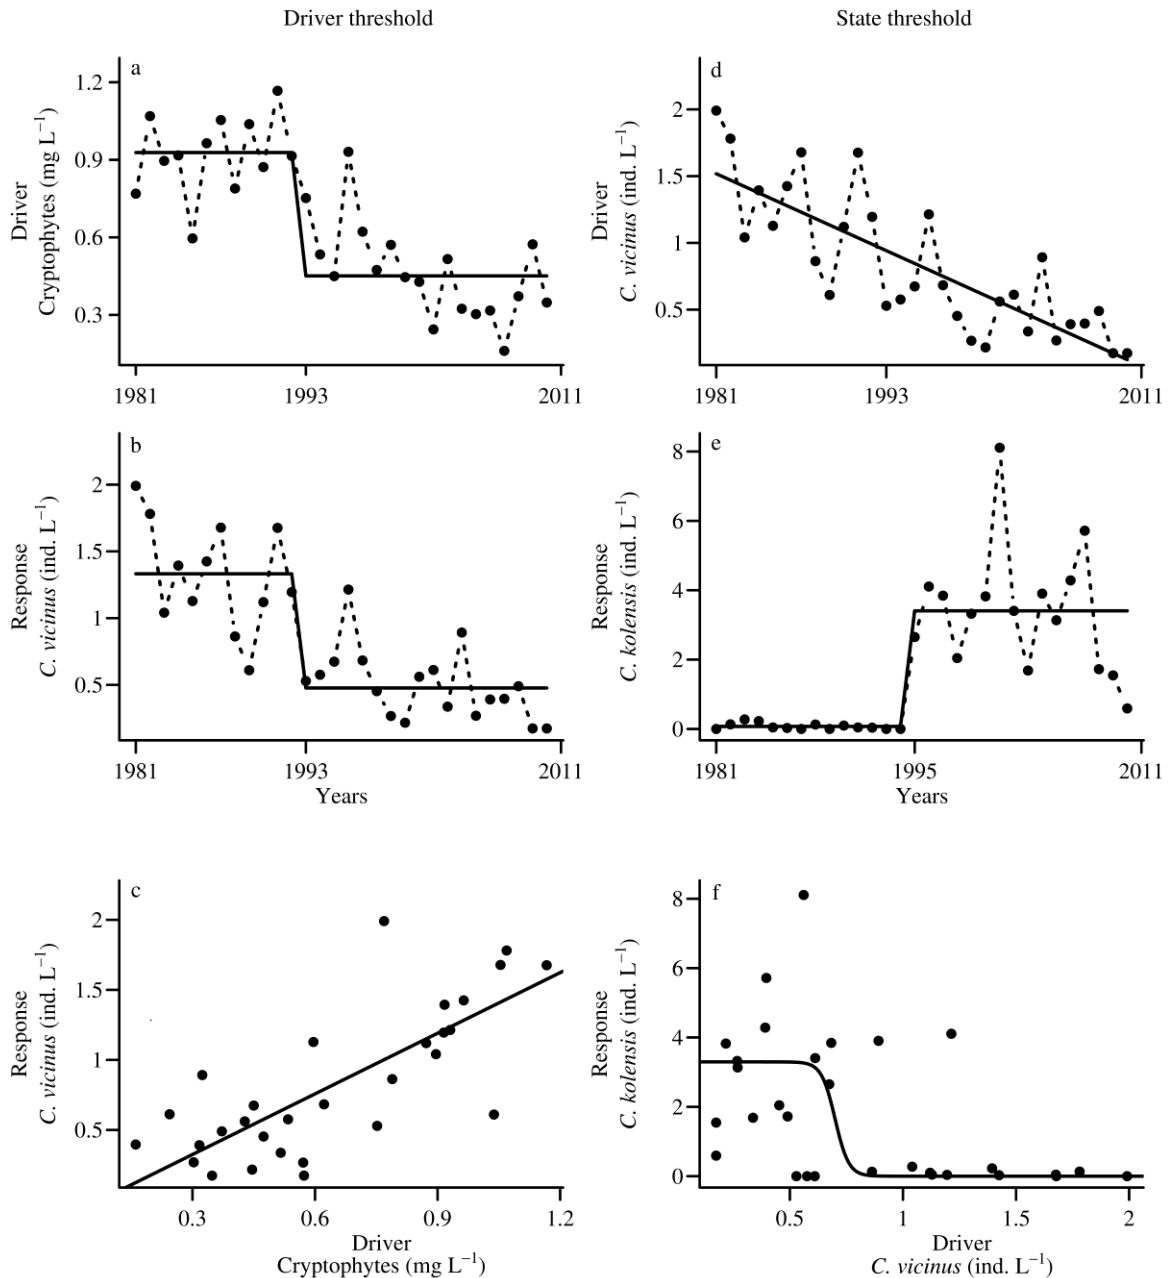 Driver threshold
State threshold
a
Driver
Cryptophytes (mg L⁻¹)
1.2
0.9
0.6
0.3
1981
1993
2011
d
Driver
C. vicinus (ind. L⁻¹)
2
1.5
1
0.5
1981
1993
2011
b
Response
C. vicinus (ind. L⁻¹)
2
1.5
1
0.5
1981
1993
2011
Years
e
Response
C. kolensis (ind. L⁻¹)
8
6
4
2
0
1981
1995
2011
Years
c
Response
C. vicinus (ind. L⁻¹)
2
1.5
1
0.5
0.3
0.6
0.9
1.2
Driver
Cryptophytes (mg L⁻¹)
f
Response
C. kolensis (ind. L⁻¹)
8
6
4
2
0
0.5
1
1.5
2
Driver
C. vicinus (ind. L⁻¹)